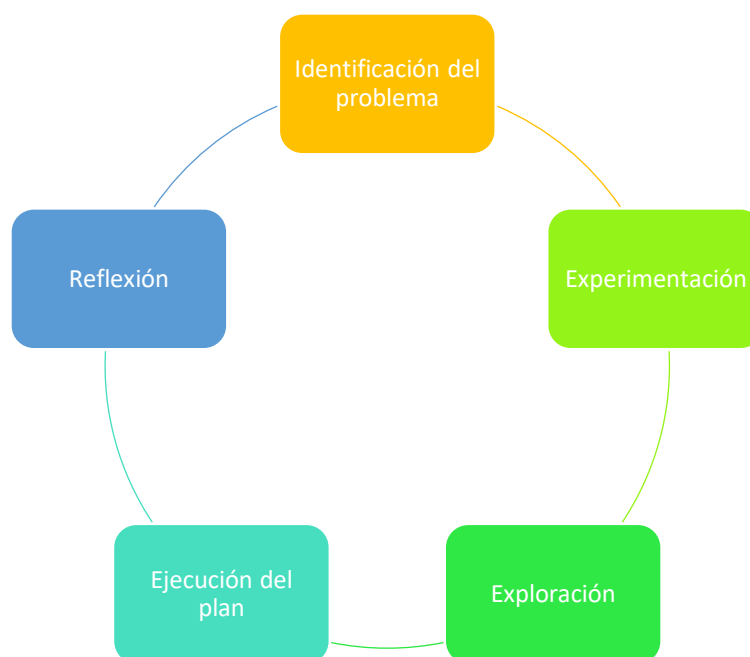 Identificación del
problema
Experimentación
Exploración
Ejecución del
plan
Reflexión